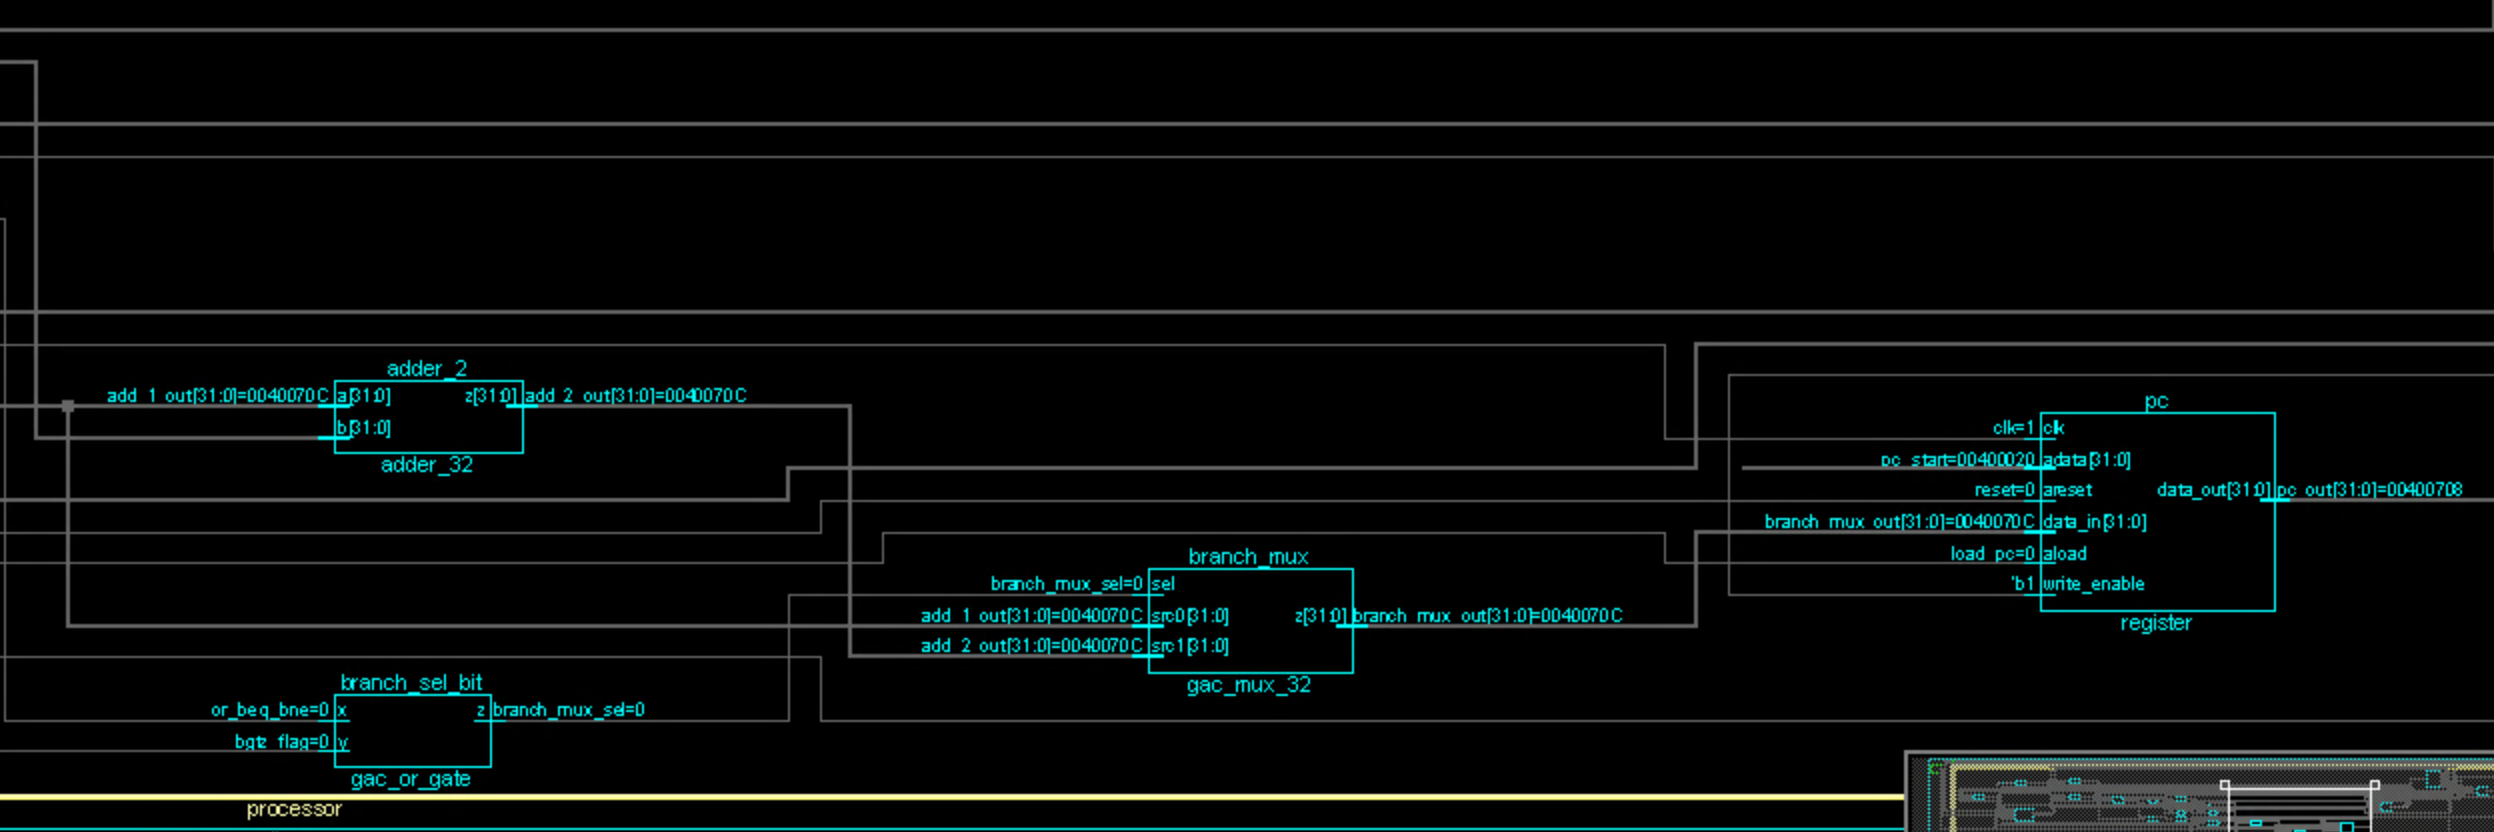 adder_2
add_1_out[31:0]=0040070C a[31:0] z[31:0] add_2_out[31:0]=0040070C
b[31:0]
adder_32
branch_sel_bit
or_beq_bne=0 x z branch_mux_sel=0
bgtz_flag=0 y
gac_or_gate
branch_mux
branch_mux_sel=0 sel
add_1_out[31:0]=0040070C src0[31:0] z[31:0] branch_mux_out[31:0]=0040070C
add_2_out[31:0]=0040070C src1[31:0]
gac_mux_32
pc
clk=1 clk
pc_start=00400020 adata[31:0]
reset=0 areset data_out[31:0] pc_out[31:0]=00400708
branch_mux_out[31:0]=0040070C data_in[31:0]
load_pc=0 aload
'b1 write_enable
register
processor